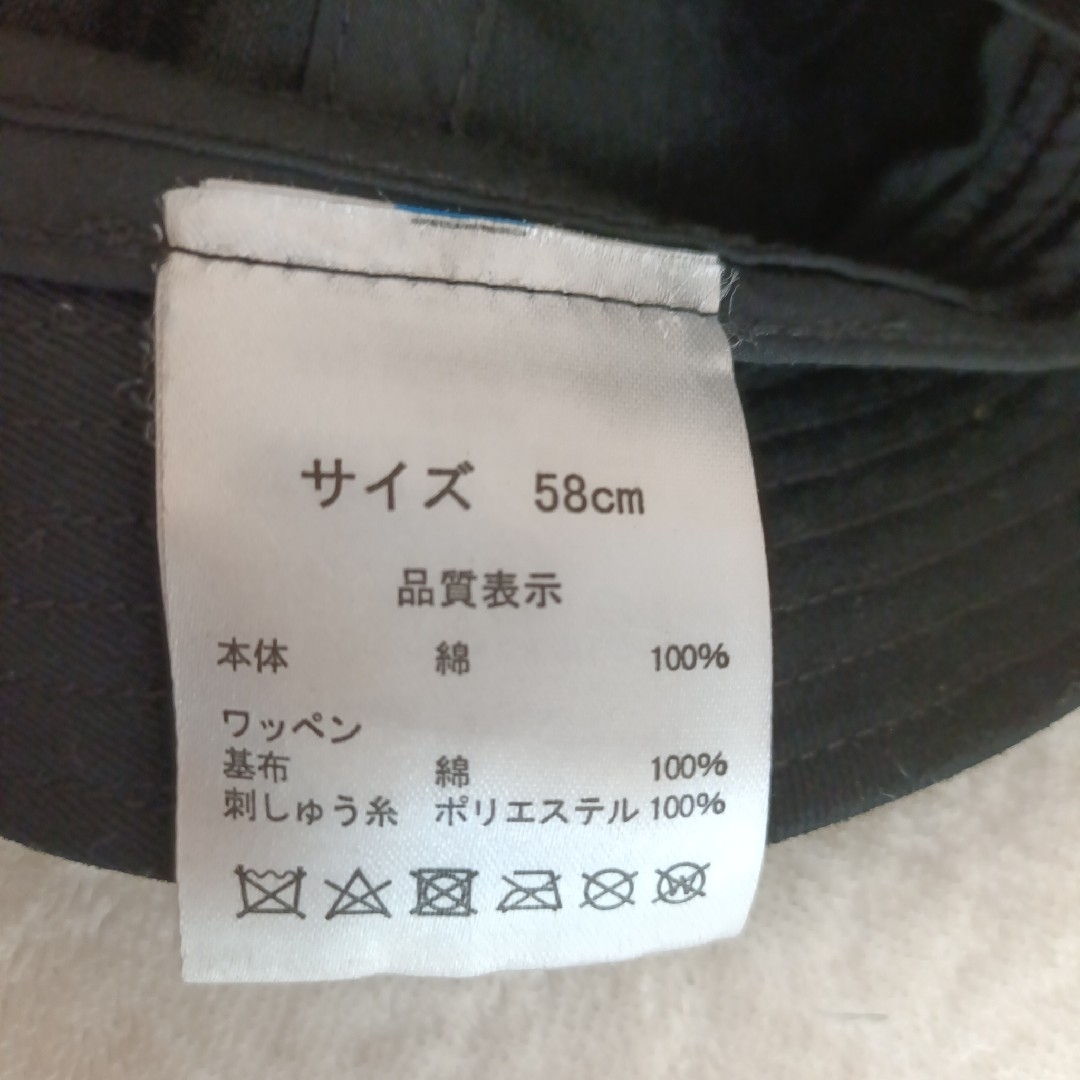 サイズ 58cm
品質表示
本体 綿 100%
ワッペン
基布 綿 100%
刺しゅう糸 ポリエステル 100%